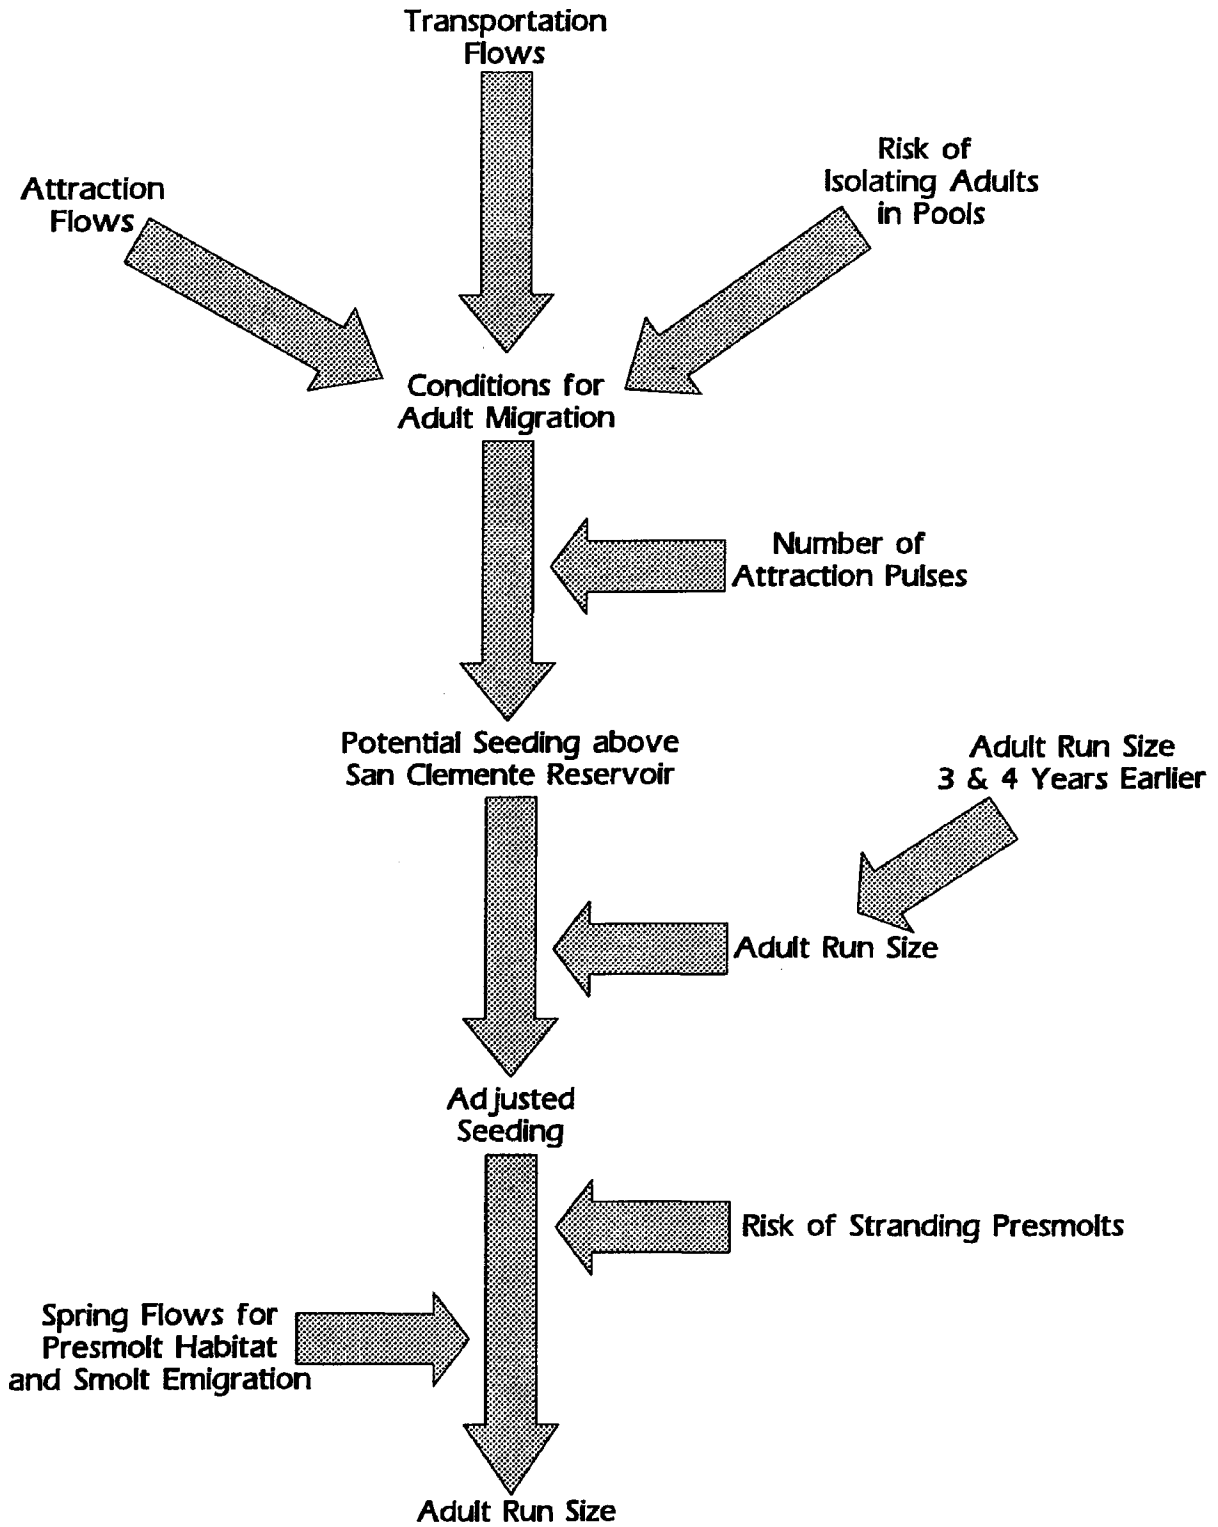 Transportation
Flows
Risk of
Isolating Adults
in Pools
Attraction
Flows
Conditions for
Adult Migration
Number of
Attraction Pulses
Potential Seeding above
San Clemente Reservoir
Adult Run Size
3 & 4 Years Earlier
Adult Run Size
Adjusted
Seeding
Risk of Stranding Presmolts
Spring Flows for
Presmolt Habitat
and Smolt Emigration
Adult Run Size